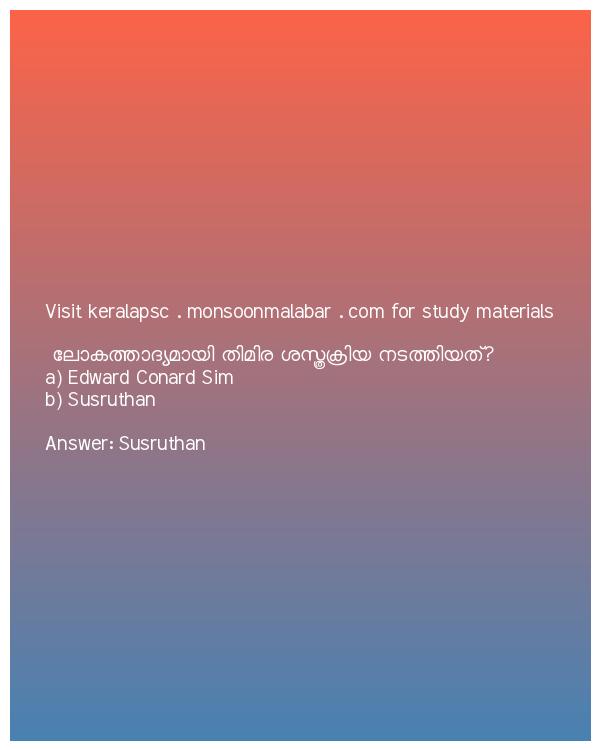 Visit keralapsc . monsoonmalabar . com for study materials
ലോകത്താദ്യമായി തിമിര ശസ്ത്രക്രിയ നടത്തിയത്?
a) Edward Conard Sim
b) Susruthan
Answer: Susruthan